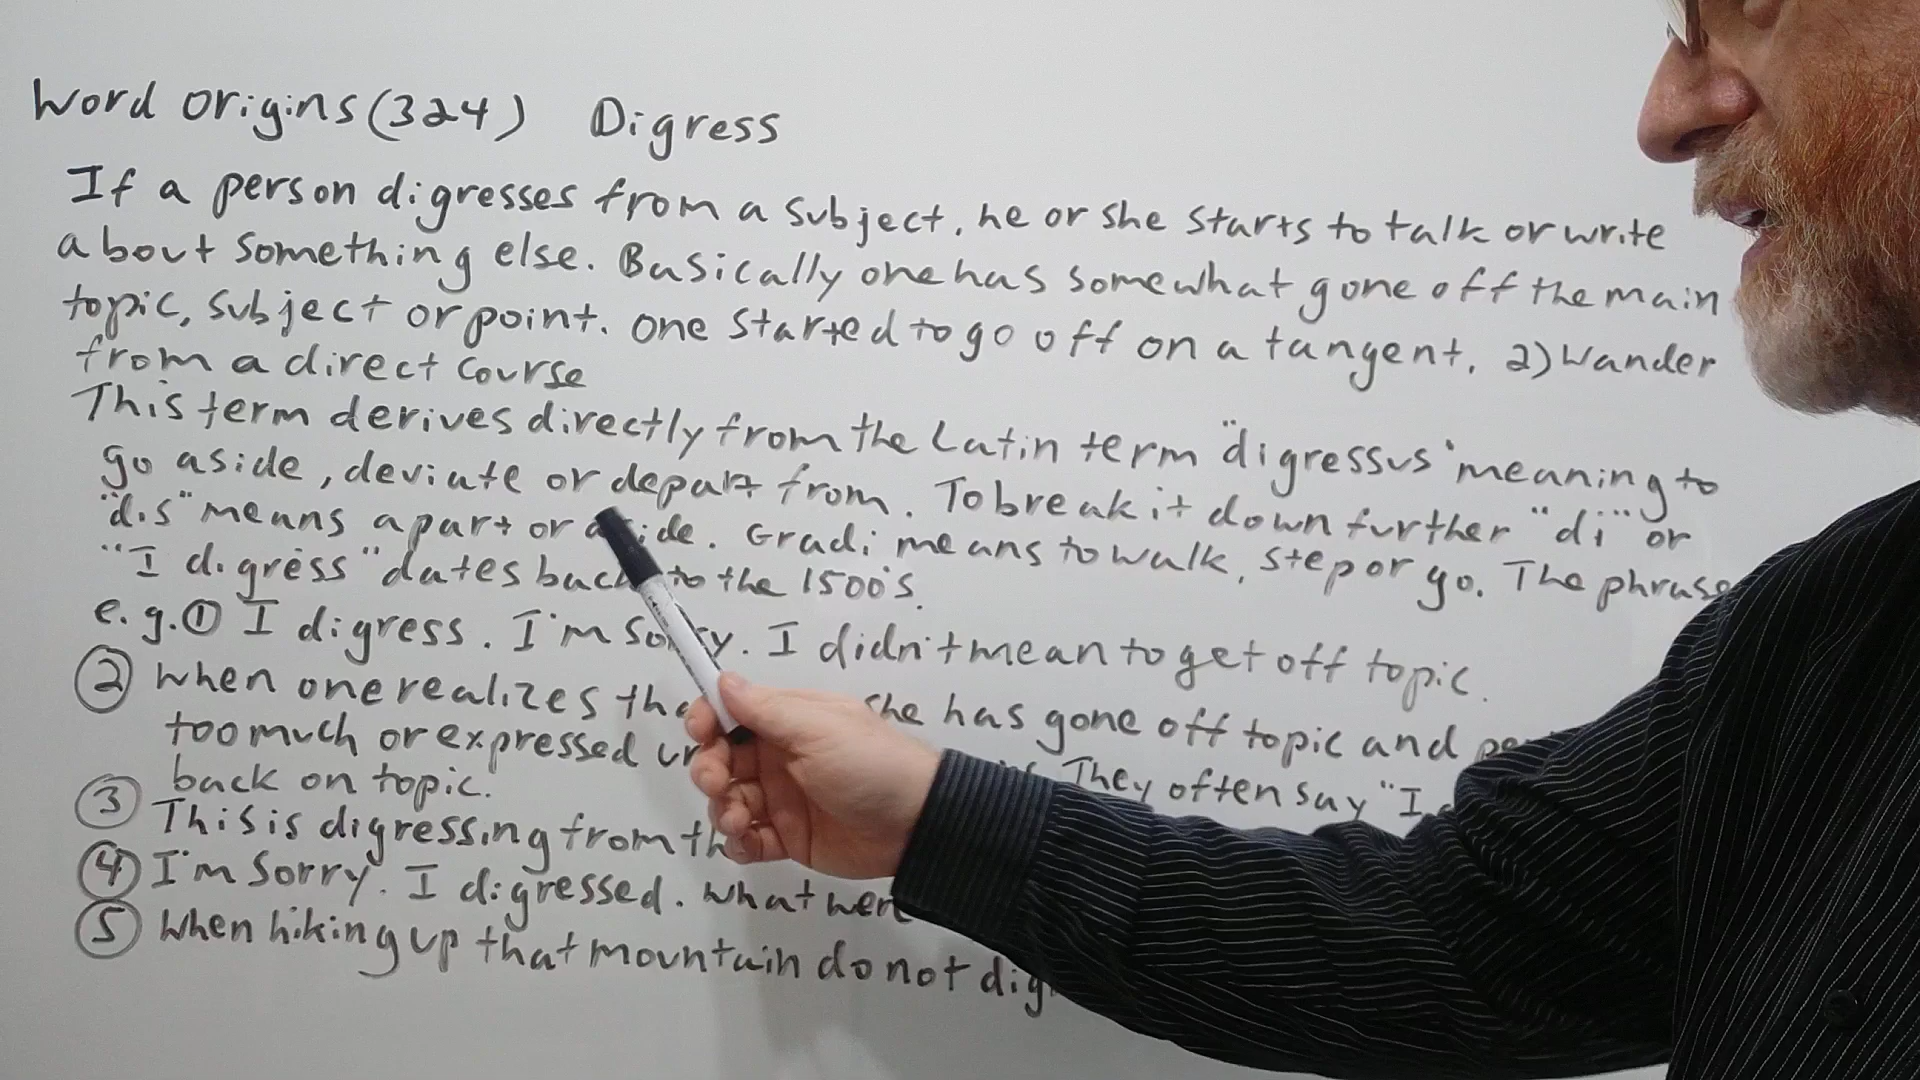 Word Origins (324) Digress
If a person digresses from a subject, he or she starts to talk or write
about something else. Basically one has somewhat gone off the main
topic, subject or point. One started to go off on a tangent. 2) Wander
from a direct course
This term derives directly from the Latin term "digressus" meaning to
go aside, deviate or depart from. To break it down further "di" or
"dis" means apart or aside. Gradi means to walk, step or go. The phrase
"I digress" dates back to the 1500's.
e.g. ① I digress. I'm sorry. I didn't mean to get off topic.
② When one realizes she has gone off topic and
too much or expressed They often say "I
back on topic.
③ This is digressing from
④ I'm sorry. I digressed. What
⑤ When hiking up that mountain do not